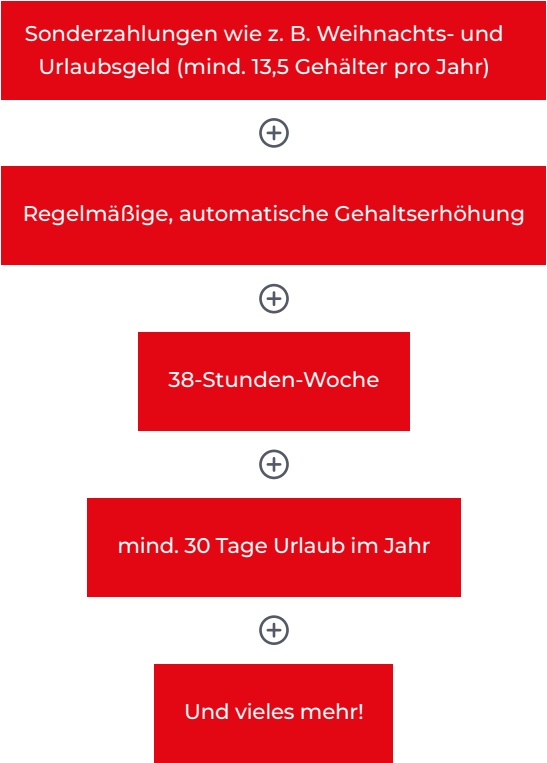 Sonderzahlungen wie z. B. Weihnachts- und
Urlaubsgeld (mind. 13,5 Gehälter pro Jahr)
Regelmäßige, automatische Gehaltserhöhung
38-Stunden-Woche
mind. 30 Tage Urlaub im Jahr
Und vieles mehr!